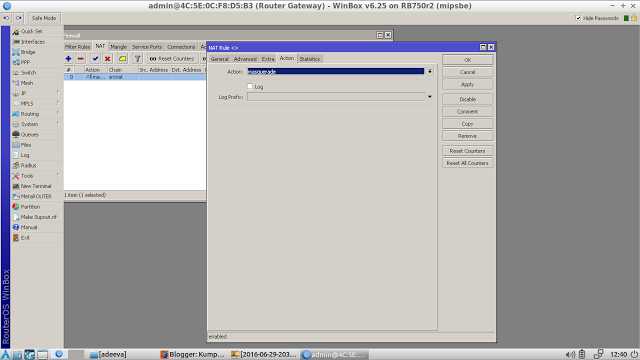 admin@4C:5E:0C:F8:D5:B3 (Router Gateway) - WinBox v6.25 on RB750r2 (mipsbe)
Safe Mode
Hide Passwords
Quick Set
Interfaces
Bridge
PPP
Switch
Mesh
IP
MPLS
Routing
System
Queues
Files
Log
Radius
Tools
New Terminal
MetaROUTER
Partition
Make Supout.rif
Manual
Exit
RouterOS WinBox
Firewall
Filter Rules NAT Mangle Service Ports Connections
Reset Counters
# Action Chain Src. Address Dst. Address
0 srcnat
1 item (1 selected)
NAT Rule <>
General Advanced Extra Action Statistics
Action: masquerade
Log
Log Prefix:
OK
Cancel
Apply
Disable
Comment
Copy
Remove
Reset Counters
Reset All Counters
enabled
[adeeva]
Blogger: Kump...
[2016-06-29-203...
admin@4C:5E...
12:40